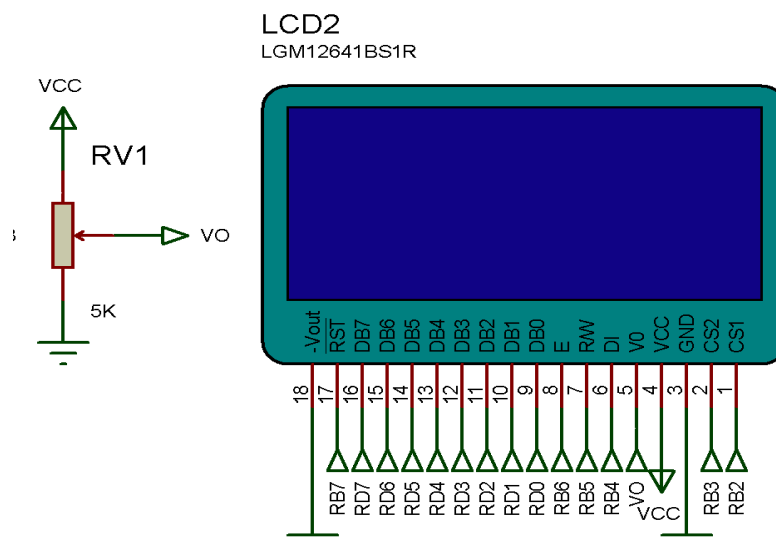 LCD2
LGM12641BS1R
VCC
RV1
VO
5K
-Vout
RST
DB7
DB6
DB5
DB4
DB3
DB2
DB1
DB0
E
R/W
DI
V0
VCC
GND
CS2
CS1
18
17
16
15
14
13
12
11
10
9
8
7
6
5
4
3
2
1
RB7
RD7
RD6
RD5
RD4
RD3
RD2
RD1
RD0
RB6
RB5
RB4
VO
VCC
RB3
RB2